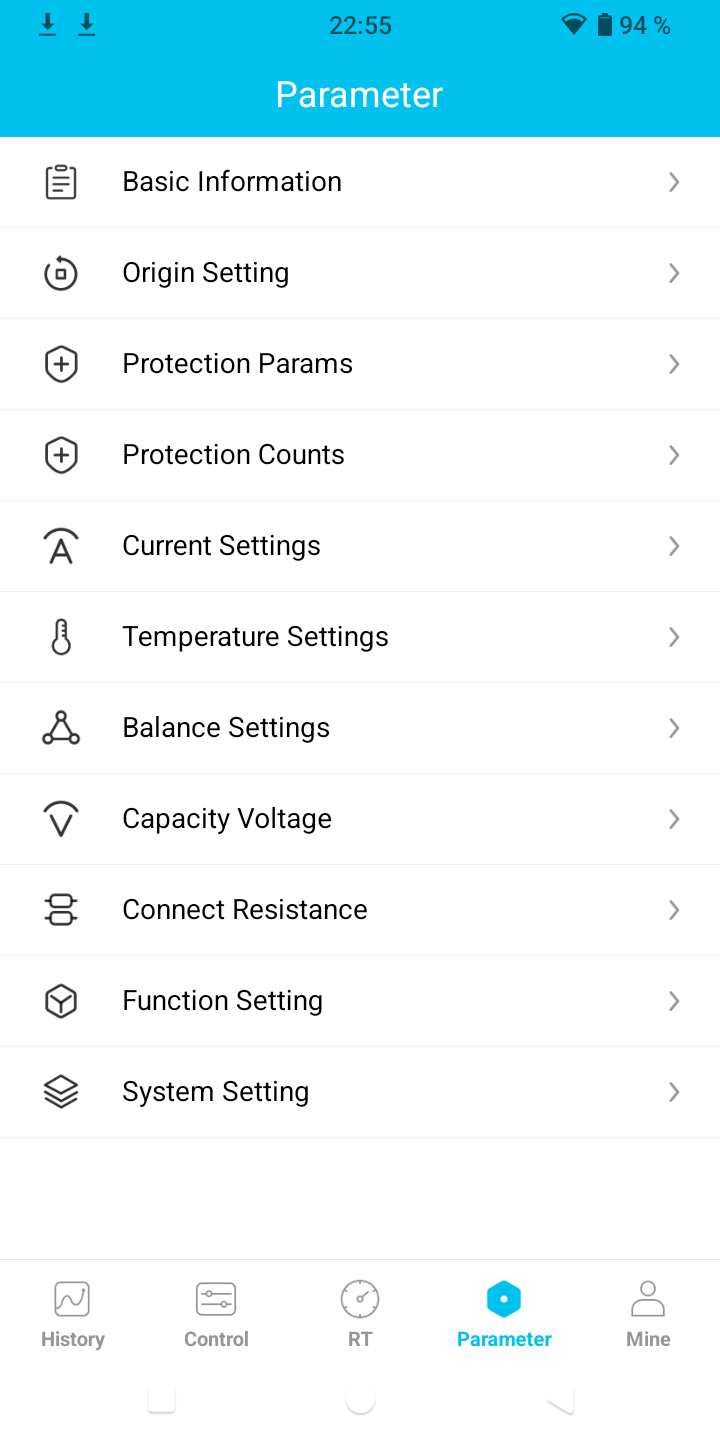 22:55
94 %
Parameter
Basic Information
Origin Setting
Protection Params
Protection Counts
Current Settings
Temperature Settings
Balance Settings
Capacity Voltage
Connect Resistance
Function Setting
System Setting
History
Control
RT
Parameter
Mine